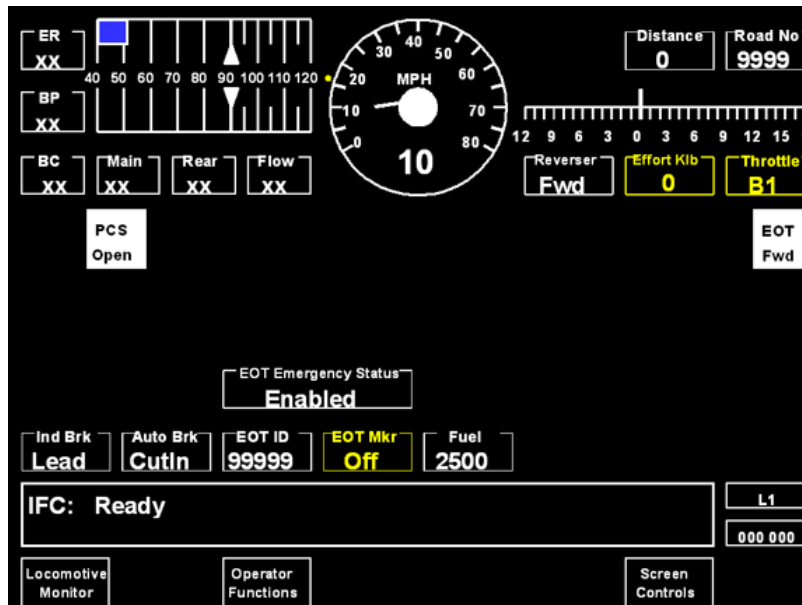 ER
XX
40 50 60 70 80 90 100 110 120
BP
XX
BC
XX
Main
XX
Rear
XX
Flow
XX
0 10 20 30 40 50 60 70 80
MPH
10
Distance
0
Road No
9999
12 9 6 3 0 3 6 9 12 15
Reverser
Fwd
Effort Klb
0
Throttle
B1
PCS
Open
EOT
Fwd
EOT Emergency Status
Enabled
Ind Brk
Lead
Auto Brk
CutIn
EOT ID
99999
EOT Mkr
Off
Fuel
2500
IFC: Ready
L1
000 000
Locomotive
Monitor
Operator
Functions
Screen
Controls